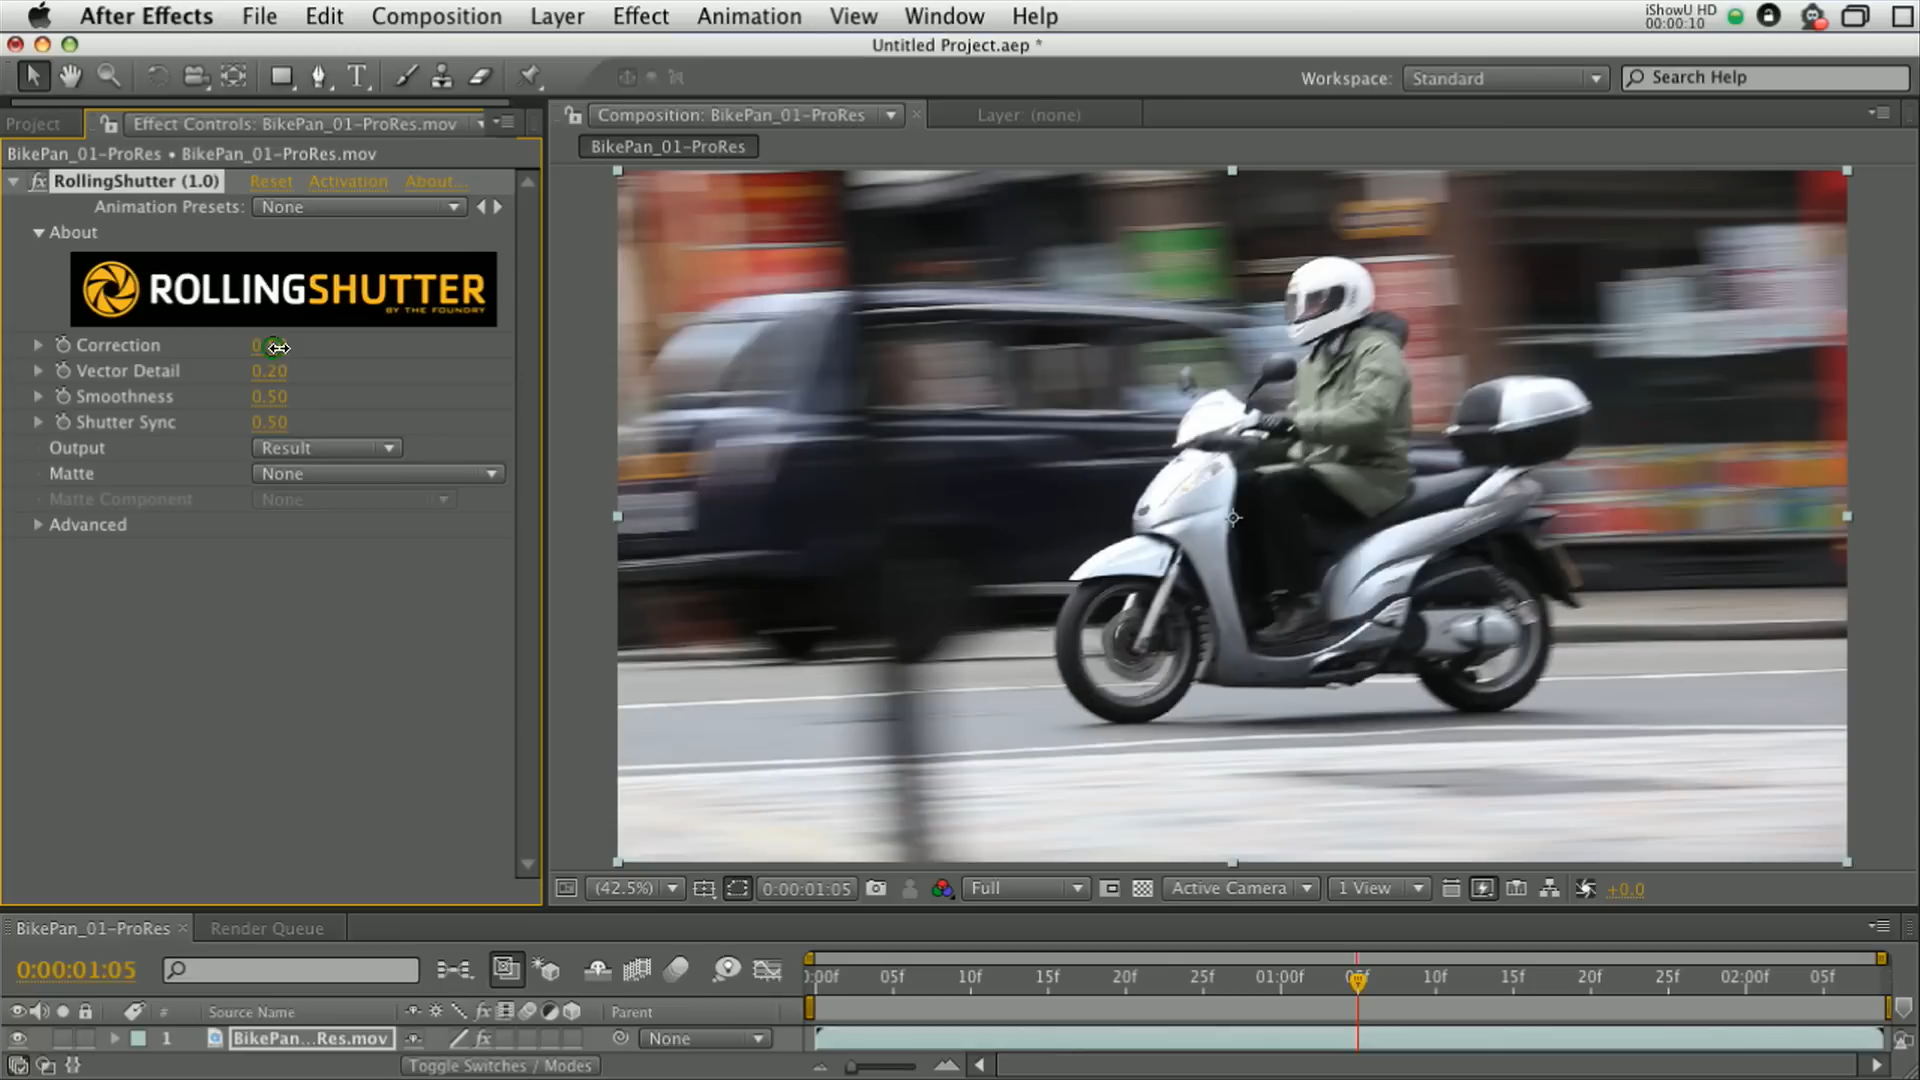 After Effects File Edit Composition Layer Effect Animation View Window Help
iShowU HD
00:00:10
Untitled Project.aep *
Workspace: Standard Search Help
Project Effect Controls: BikePan_01-ProRes.mov
Composition: BikePan_01-ProRes Layer: (none)
BikePan_01-ProRes • BikePan_01-ProRes.mov
BikePan_01-ProRes
fx RollingShutter (1.0) Reset Activation About...
Animation Presets: None
About
ROLLINGSHUTTER
BY THE FOUNDRY
Correction
Vector Detail 0.20
Smoothness 0.50
Shutter Sync 0.50
Output Result
Matte None
Matte Component None
Advanced
(42.5%) 0:00:01:05 Full Active Camera 1 View +0.0
BikePan_01-ProRes Render Queue
0:00:01:05
:00f 05f 10f 15f 20f 25f 01:00f 10f 15f 20f 25f 02:00f 05f
# Source Name fx Parent
1 BikePan...Res.mov fx None
Toggle Switches / Modes